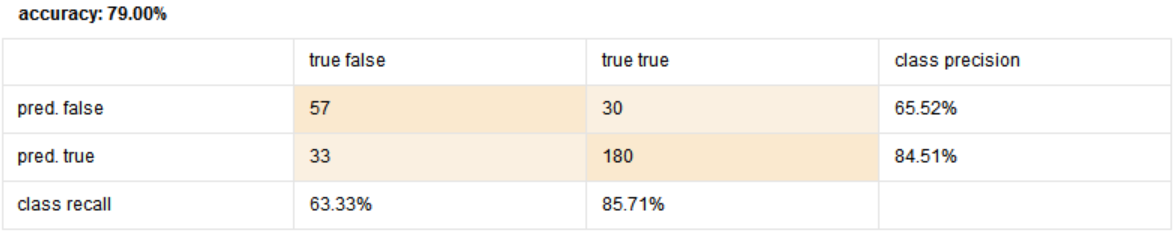 accuracy: 79.00%
true false true true class precision
pred. false 57 30 65.52%
pred. true 33 180 84.51%
class recall 63.33% 85.71%